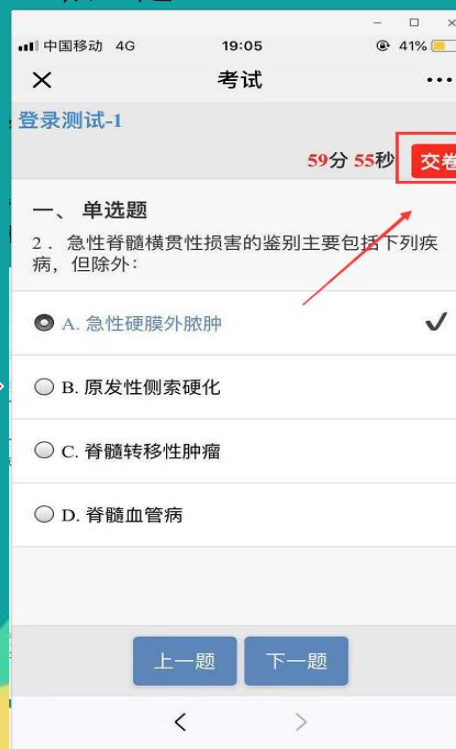 中国移动 4G 19:05 41%
考试
登录测试-1
59分 55秒 交卷
一、 单选题
2． 急性脊髓横贯性损害的鉴别主要包括下列疾
病，但除外：
A. 急性硬膜外脓肿
B. 原发性侧索硬化
C. 脊髓转移性肿瘤
D. 脊髓血管病
上一题 下一题